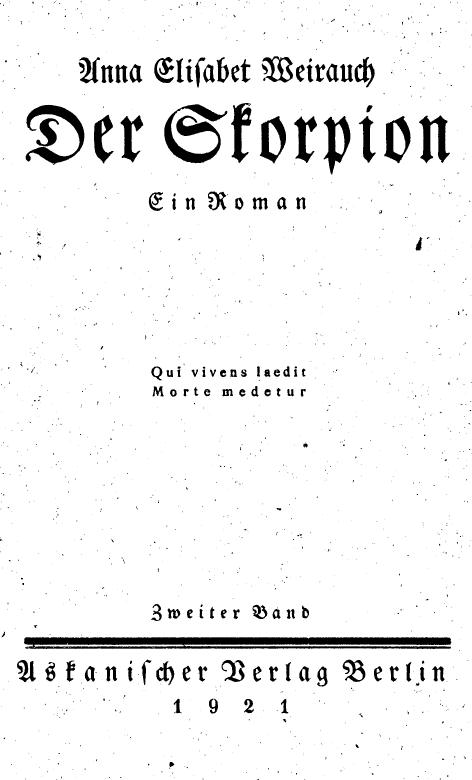 Anna Eliſabet Weirauch
Der Skorpion
Ein Roman
Qui vivens laedit
Morte medetur
Zweiter Band
Askaniſcher Verlag Berlin
1921